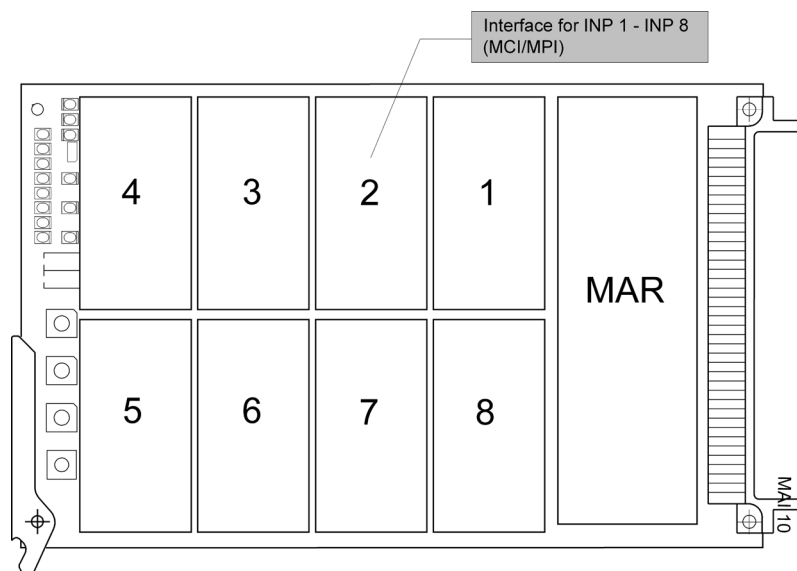 Interface for INP 1 - INP 8
(MCI/MPI)
4 3 2 1
MAR
5 6 7 8
MAI 10